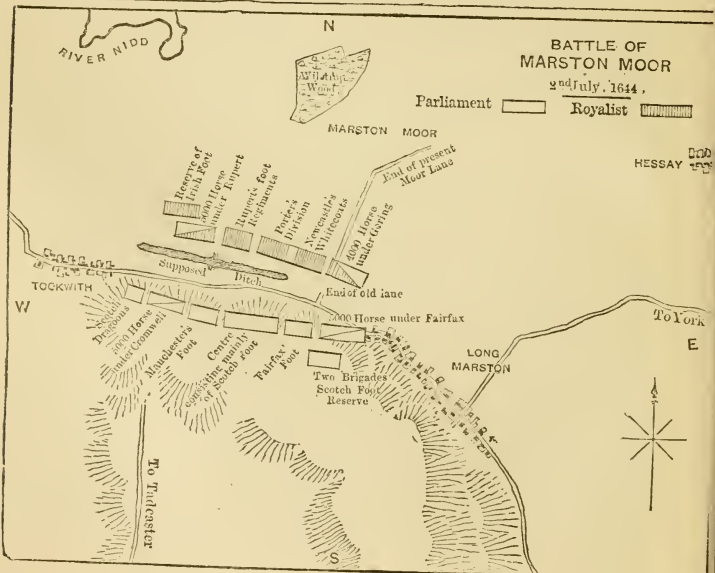 N
RIVER NIDD
BATTLE OF
MARSTON MOOR
2nd July, 1644,
Parliament
Royalist
Wilstrop
Wood
MARSTON MOOR
HESSAY
End of present
Moor Lane
Reserve of
Irish Foot
Horse
under Rupert
Rupert's foot
Regiments
Porter's
Division
Newcastle's
Whitecoats
4000 Horse
under Goring
Supposed Ditch
End of old lane
TOCKWITH
W
Scotch
Dragoons
Horse
under Cromwell
Manchester's
Foot
Centre
consisting mainly
of Scotch Foot
Fairfax'
Foot
Horse under Fairfax
Two Brigades
Scotch Foot
Reserve
LONG
MARSTON
To York
E
To Tadcaster
S